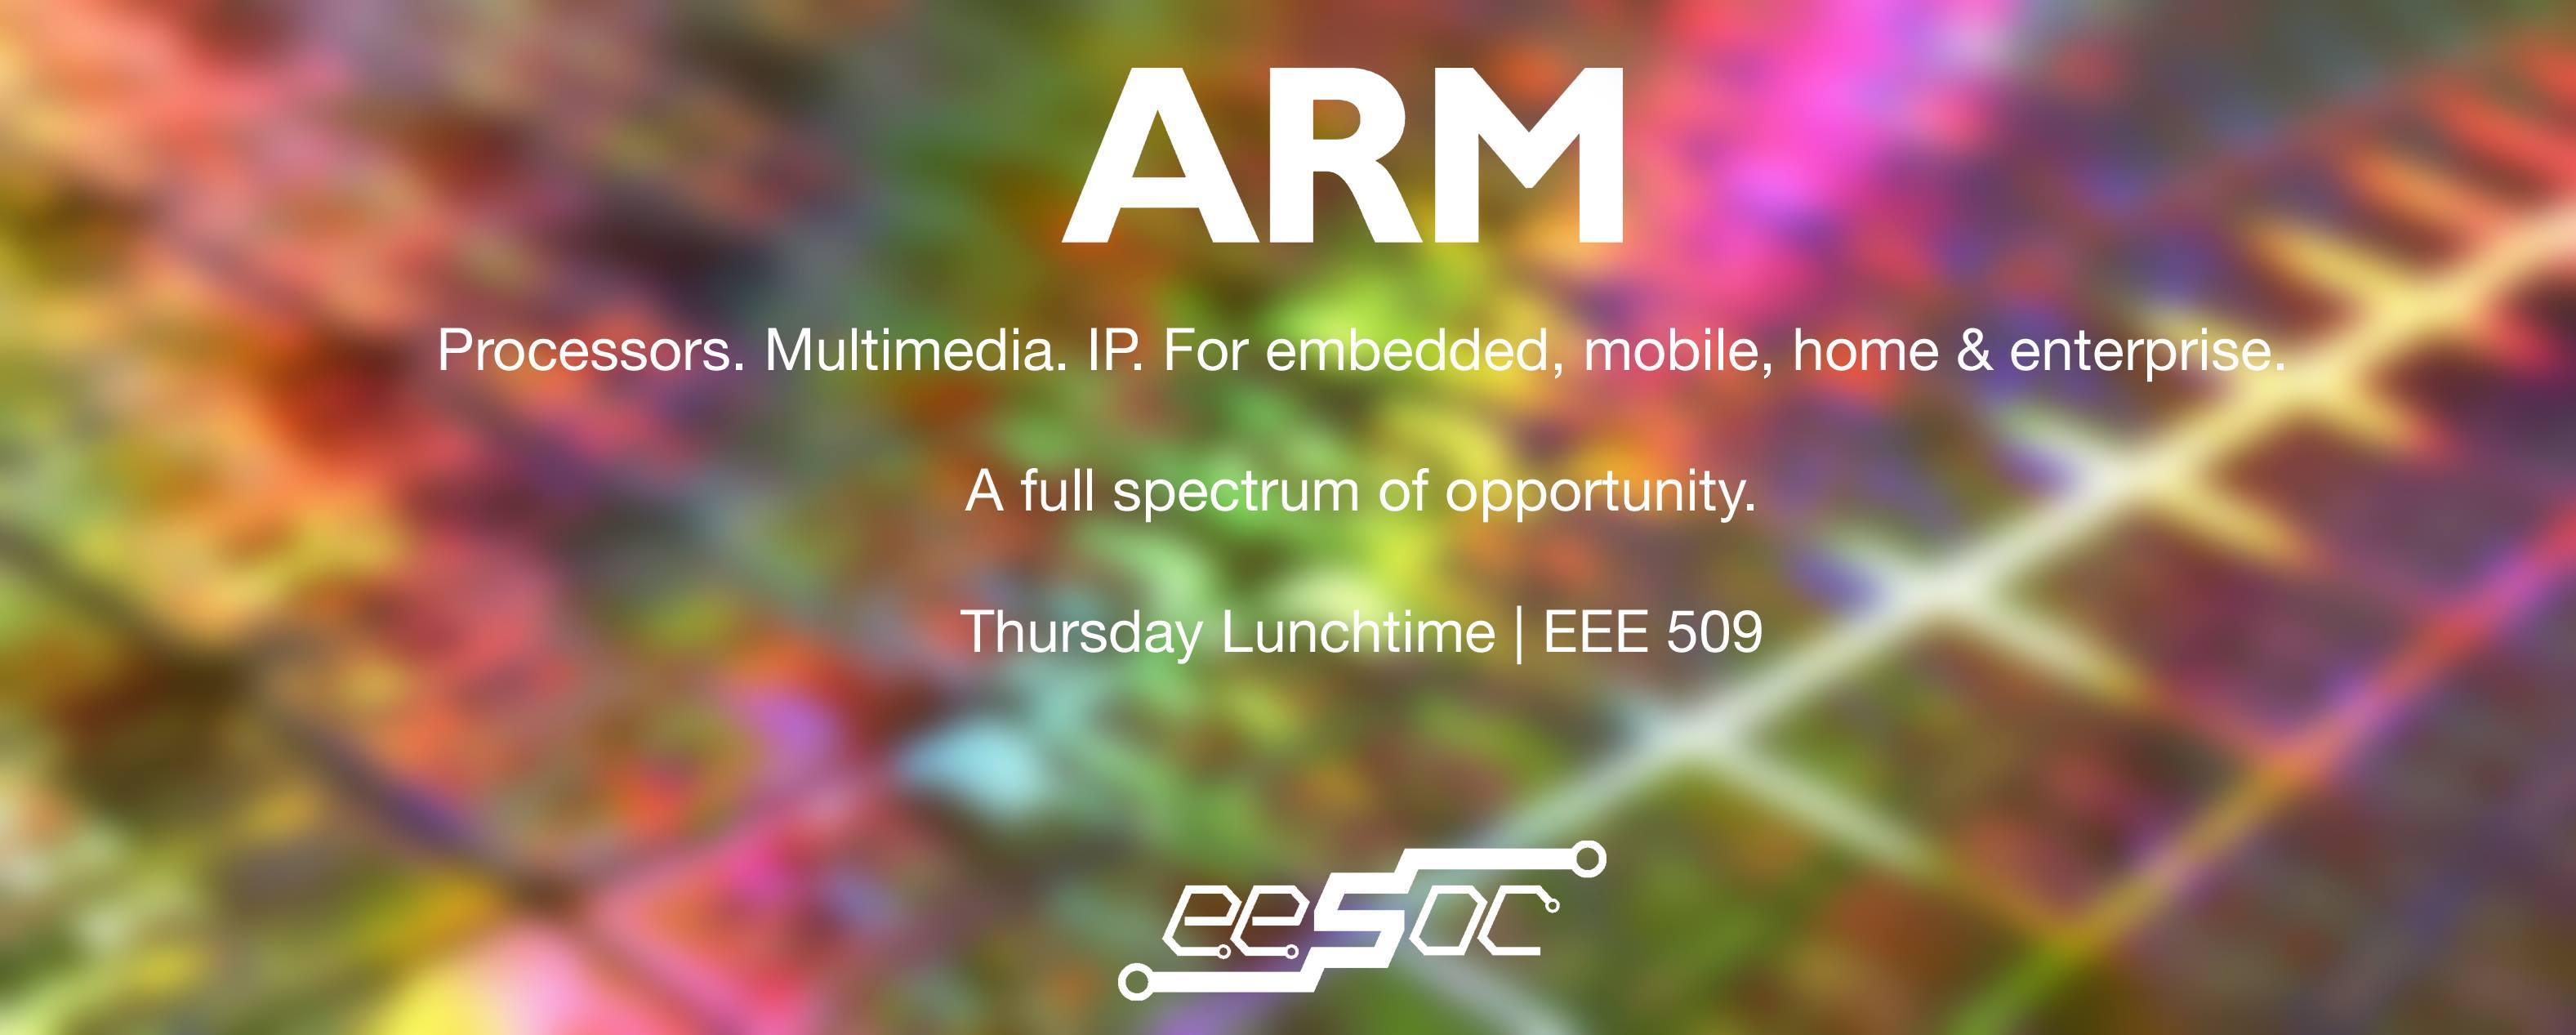 ARM
Processors. Multimedia. IP. For embedded, mobile, home & enterprise.
A full spectrum of opportunity.
Thursday Lunchtime | EEE 509
eesoc